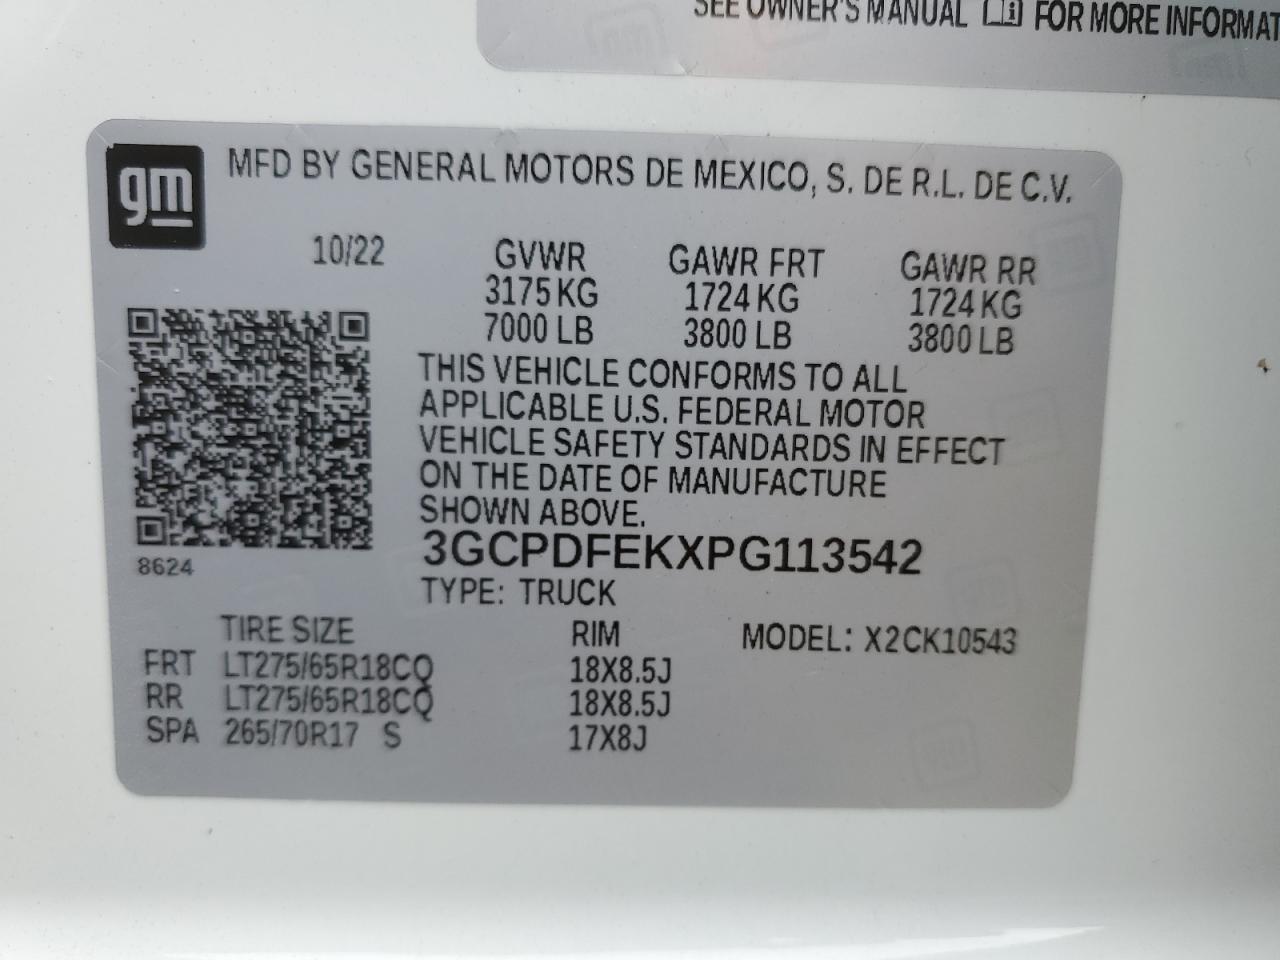 SEE OWNER'S MANUAL i FOR MORE INFORMAT
gm
MFD BY GENERAL MOTORS DE MEXICO, S. DE R.L. DE C.V.
10/22 GVWR GAWR FRT GAWR RR
3175 KG 1724 KG 1724 KG
7000 LB 3800 LB 3800 LB
THIS VEHICLE CONFORMS TO ALL
APPLICABLE U.S. FEDERAL MOTOR
VEHICLE SAFETY STANDARDS IN EFFECT
ON THE DATE OF MANUFACTURE
SHOWN ABOVE.
3GCPDFEKXPG113542
8624
TYPE: TRUCK
TIRE SIZE RIM MODEL: X2CK10543
FRT LT275/65R18CQ 18X8.5J
RR LT275/65R18CQ 18X8.5J
SPA 265/70R17 S 17X8J